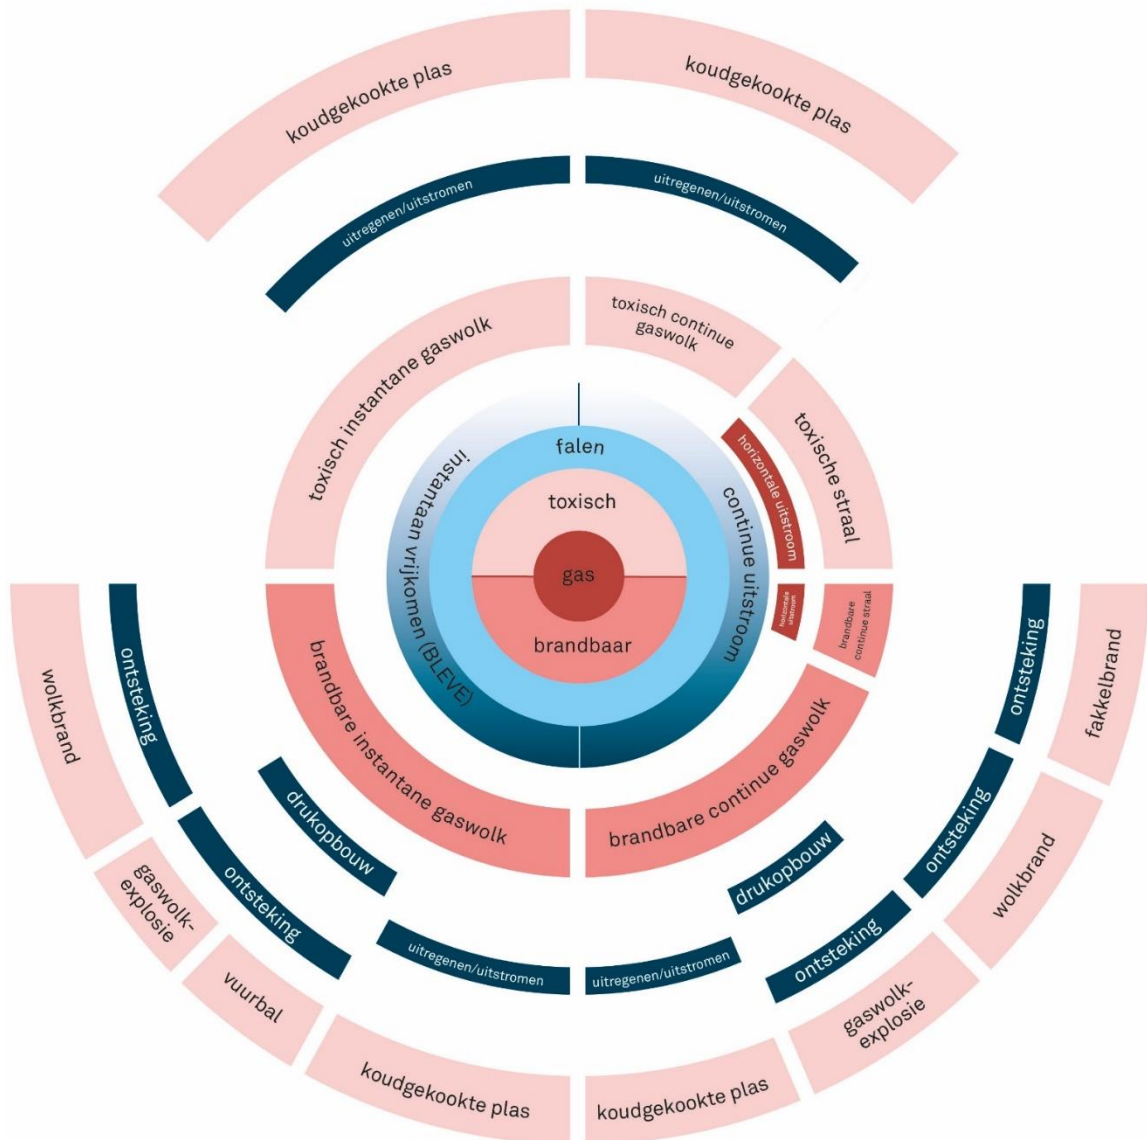 koudgekookte plas
koudgekookte plas
uitregenen/uitstromen
uitregenen/uitstromen
toxisch instantane gaswolk
toxisch continue
gaswolk
toxische straal
horizontale uitstroom
instantaan vrijkomen (BLEVE)
continue uitstroom
falen
toxisch
gas
brandbaar
horizontale
uitstroom
brandbare
continue straal
brandbare instantane gaswolk
brandbare continue gaswolk
wolkbrand
ontsteking
ontsteking
fakkelbrand
drukopbouw
drukopbouw
ontsteking
ontsteking
wolkbrand
gaswolk-
explosie
ontsteking
uitregenen/uitstromen
uitregenen/uitstromen
gaswolk-
explosie
vuurbal
koudgekookte plas
koudgekookte plas